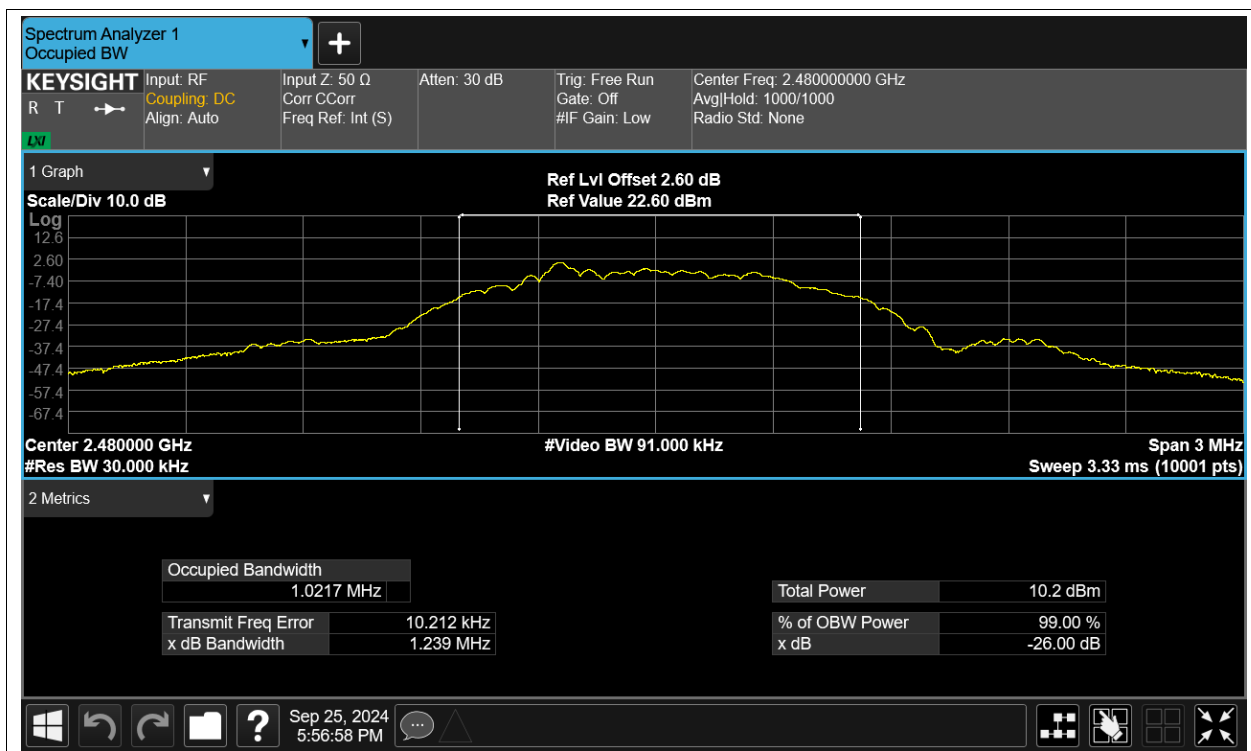 Spectrum Analyzer 1
Occupied BW
KEYSIGHT
R T
LXI
Input: RF
Coupling: DC
Align: Auto
Input Z: 50 Ω
Corr CCorr
Freq Ref: Int (S)
Atten: 30 dB
Trig: Free Run
Gate: Off
#IF Gain: Low
Center Freq: 2.480000000 GHz
Avg|Hold: 1000/1000
Radio Std: None
1 Graph
Scale/Div 10.0 dB
Ref Lvl Offset 2.60 dB
Ref Value 22.60 dBm
Log
12.6
2.60
-7.40
-17.4
-27.4
-37.4
-47.4
-57.4
-67.4
Center 2.480000 GHz
#Res BW 30.000 kHz
#Video BW 91.000 kHz
Span 3 MHz
Sweep 3.33 ms (10001 pts)
2 Metrics
Occupied Bandwidth
1.0217 MHz
Transmit Freq Error 10.212 kHz
x dB Bandwidth 1.239 MHz
Total Power 10.2 dBm
% of OBW Power 99.00 %
x dB -26.00 dB
?
Sep 25, 2024
5:56:58 PM